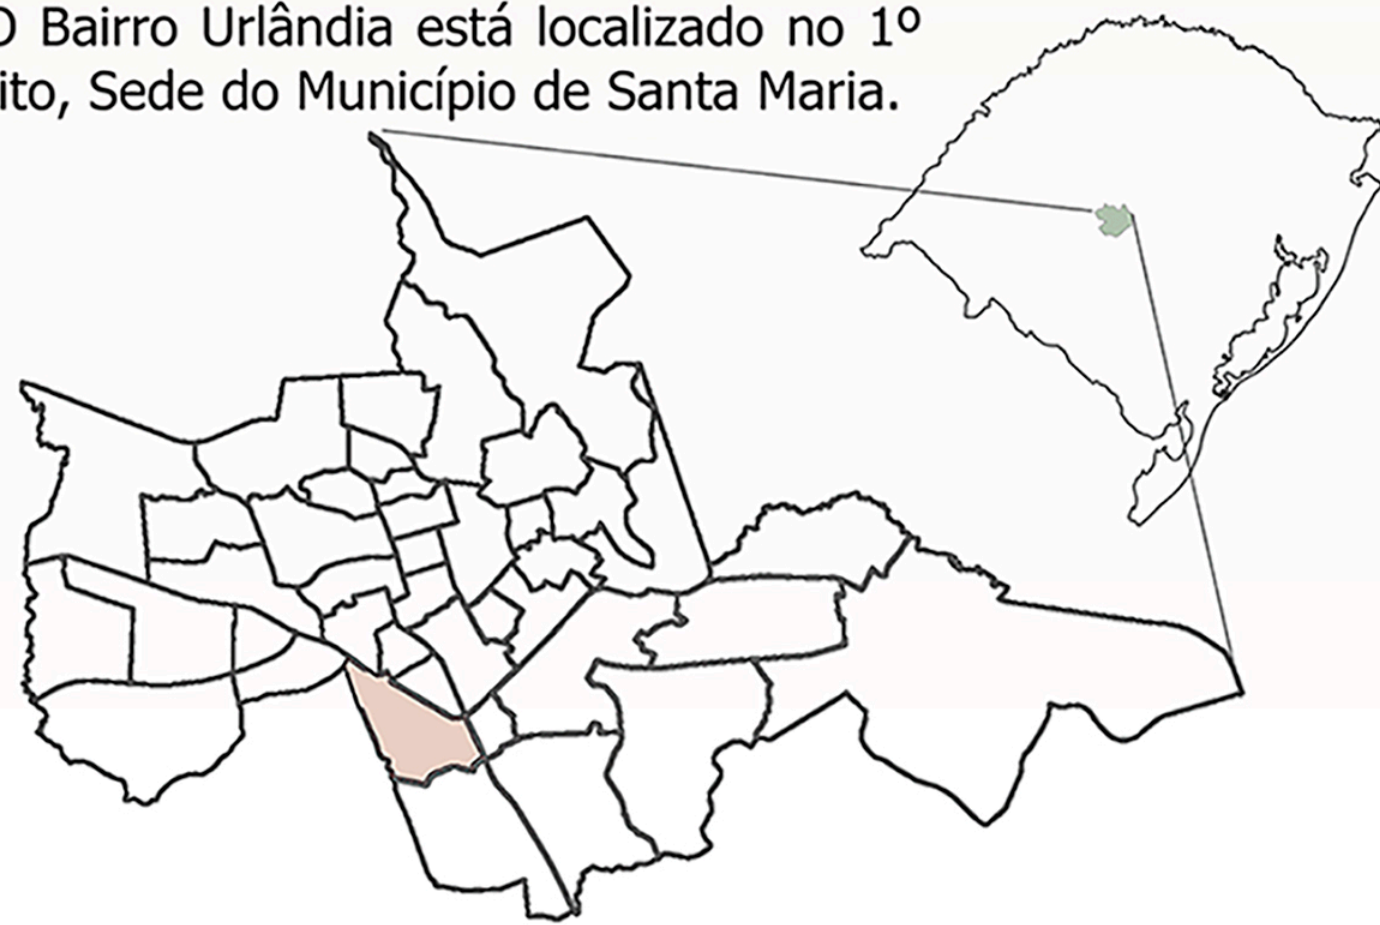 O Bairro Urlândia está localizado no 1º
ito, Sede do Município de Santa Maria.